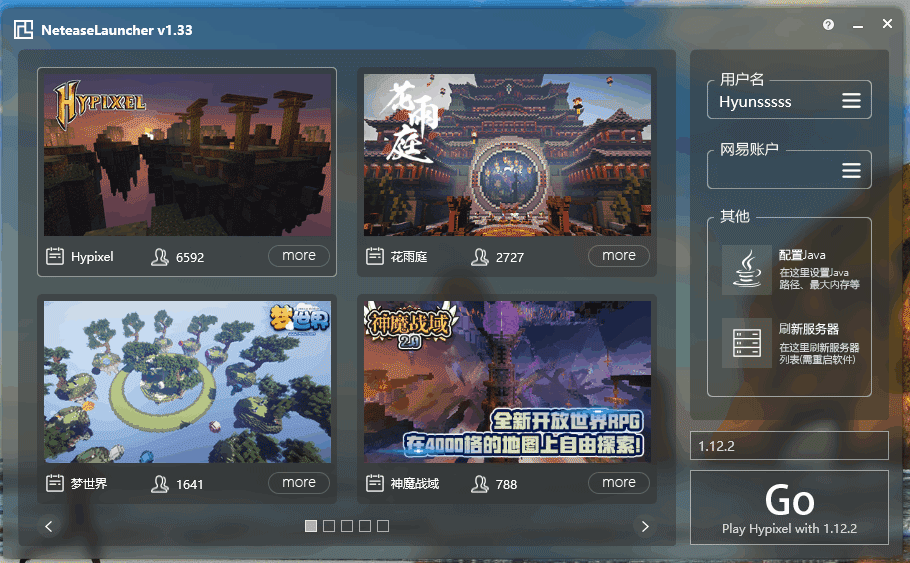 NeteaseLauncher v1.33
HYPIXEL
Hypixel
6592
more
花雨庭
花雨庭
2727
more
梦世界
梦世界
1641
more
神魔战域
2.0
全新开放世界RPG
在4000格的地图上自由探索!
神魔战域
788
more
用户名
Hyunsssss
网易账户
其他
配置Java
在这里设置Java
路径、最大内存等
刷新服务器
在这里刷新服务器
列表(需重启软件)
1.12.2
Go
Play Hypixel with 1.12.2